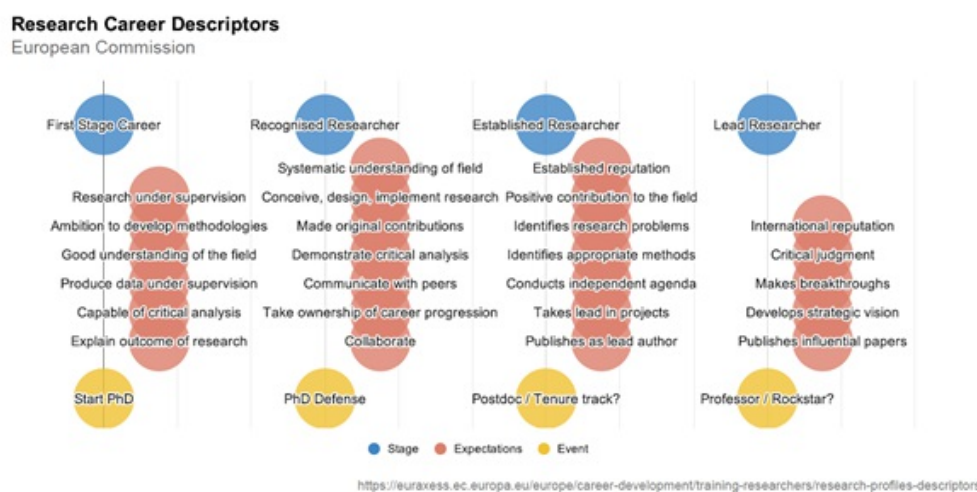 Research Career Descriptors
European Commission
First Stage Career
Research under supervision
Ambition to develop methodologies
Good understanding of the field
Produce data under supervision
Capable of critical analysis
Explain outcome of research
Start PhD
Recognised Researcher
Systematic understanding of field
Conceive, design, implement research
Made original contributions
Demonstrate critical analysis
Communicate with peers
Take ownership of career progression
Collaborate
PhD Defense
Established Researcher
Established reputation
Positive contribution to the field
Identifies research problems
Identifies appropriate methods
Conducts independent agenda
Takes lead in projects
Publishes as lead author
Postdoc / Tenure track?
Lead Researcher
International reputation
Critical judgment
Makes breakthroughs
Develops strategic vision
Publishes influential papers
Professor / Rockstar?
Stage
Expectations
Event
https://euraxess.ec.europa.eu/europe/career-development/training-researchers/research-profiles-descriptors